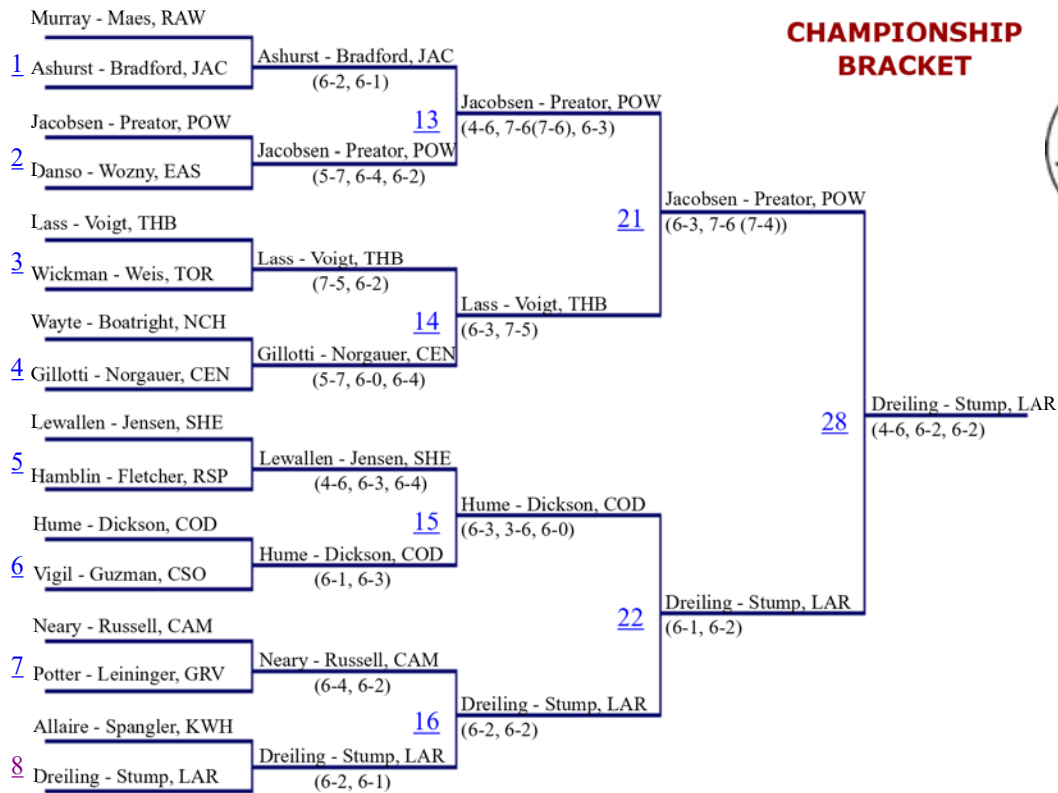 CHAMPIONSHIP
BRACKET
Murray - Maes, RAW
1
Ashurst - Bradford, JAC
Jacobsen - Preator, POW
2
Danso - Wozny, EAS
Lass - Voigt, THB
3
Wickman - Weis, TOR
Wayte - Boatright, NCH
4
Gillotti - Norgauer, CEN
Lewallen - Jensen, SHE
5
Hamblin - Fletcher, RSP
Hume - Dickson, COD
6
Vigil - Guzman, CSO
Neary - Russell, CAM
7
Potter - Leininger, GRV
Allaire - Spangler, KWH
8
Dreiling - Stump, LAR
Ashurst - Bradford, JAC
(6-2, 6-1)
13
Jacobsen - Preator, POW
(5-7, 6-4, 6-2)
Lass - Voigt, THB
(7-5, 6-2)
14
Gillotti - Norgauer, CEN
(5-7, 6-0, 6-4)
Lewallen - Jensen, SHE
(4-6, 6-3, 6-4)
15
Hume - Dickson, COD
(6-1, 6-3)
Neary - Russell, CAM
(6-4, 6-2)
16
Dreiling - Stump, LAR
(6-2, 6-1)
Jacobsen - Preator, POW
(4-6, 7-6(7-6), 6-3)
21
Lass - Voigt, THB
(6-3, 7-5)
Hume - Dickson, COD
(6-3, 3-6, 6-0)
22
Dreiling - Stump, LAR
(6-2, 6-2)
Jacobsen - Preator, POW
(6-3, 7-6 (7-4))
28
Dreiling - Stump, LAR
(6-1, 6-2)
Dreiling - Stump, LAR
(4-6, 6-2, 6-2)